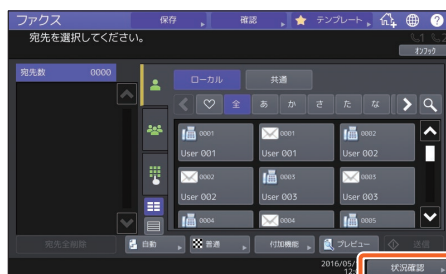 ファクス
保存
確認
テンプレート
宛先を選択してください。
L1 L2
ｵﾝﾌｯｸ
宛先数 0000
ローカル
共通
全 あ か さ た な
0001
User 001
0001
User 001
0002
User 002
0002
User 002
0003
User 003
0003
User 003
0004
0004
0005
宛先全削除
自動
普通
付加機能
プレビュー
送信
2016/05/
状況確認